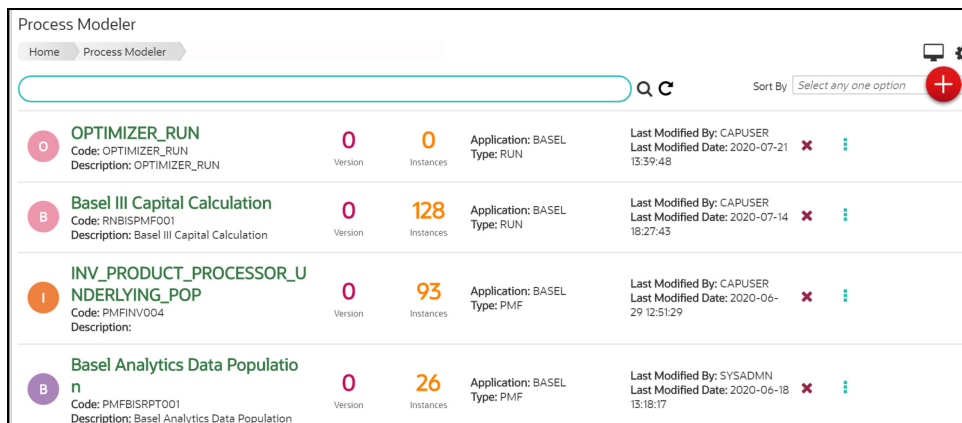 Process Modeler
Home Process Modeler
Sort By Select any one option
O OPTIMIZER_RUN
Code: OPTIMIZER_RUN
Description: OPTIMIZER_RUN
0
Version
0
Instances
Application: BASEL
Type: RUN
Last Modified By: CAPUSER
Last Modified Date: 2020-07-21
13:39:48
B Basel III Capital Calculation
Code: RNBISPMF001
Description: Basel III Capital Calculation
0
Version
128
Instances
Application: BASEL
Type: RUN
Last Modified By: CAPUSER
Last Modified Date: 2020-07-14
18:27:43
I INV_PRODUCT_PROCESSOR_U
NDERLYING_POP
Code: PMFINV004
Description:
0
Version
93
Instances
Application: BASEL
Type: PMF
Last Modified By: CAPUSER
Last Modified Date: 2020-06-
29 12:51:29
B Basel Analytics Data Populatio
n
Code: PMFBISRPT001
Description: Basel Analytics Data Population
0
Version
26
Instances
Application: BASEL
Type: PMF
Last Modified By: SYSADMN
Last Modified Date: 2020-06-18
13:18:17